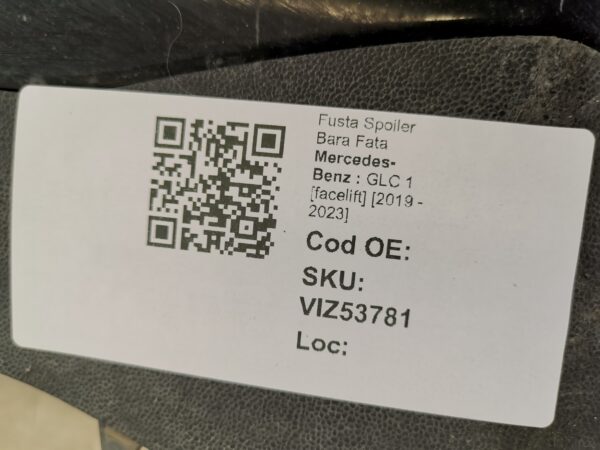 Fusta Spoiler
Bara Fata
Mercedes-
Benz : GLC 1
[facelift] [2019 -
2023]
Cod OE:
SKU:
VIZ53781
Loc: